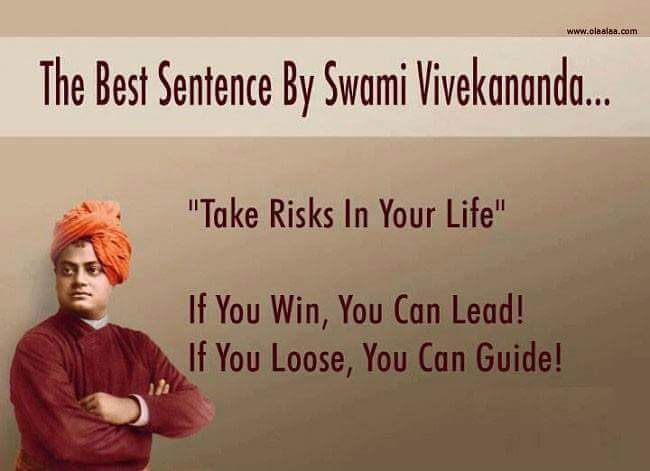 www.olaalaa.com
The Best Sentence By Swami Vivekananda...
"Take Risks In Your Life"
If You Win, You Can Lead!
If You Loose, You Can Guide!